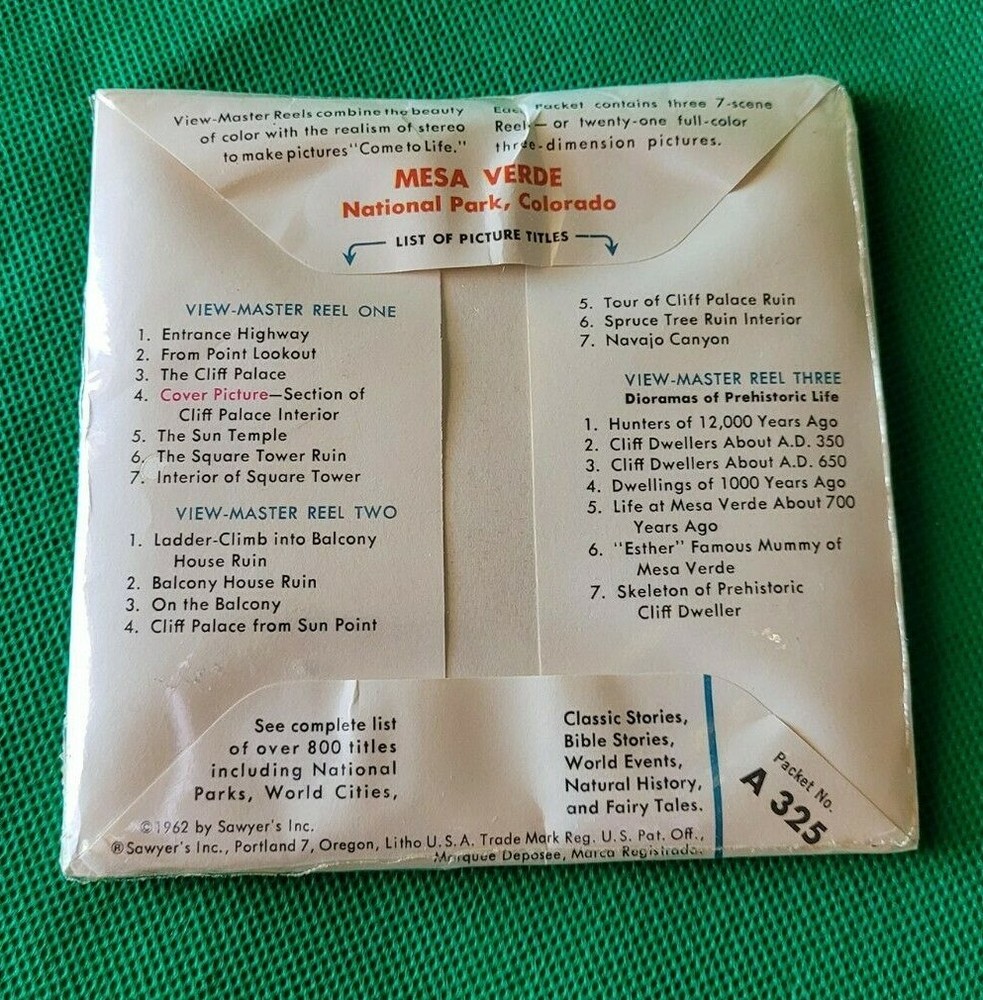 View-Master Reels combine the beauty
of color with the realism of stereo
to make pictures "Come to Life."
Each Packet contains three 7-scene
Reel — or twenty-one full-color
three-dimension pictures.
MESA VERDE
National Park, Colorado
LIST OF PICTURE TITLES
VIEW-MASTER REEL ONE
1. Entrance Highway
2. From Point Lookout
3. The Cliff Palace
4. Cover Picture—Section of
Cliff Palace Interior
5. The Sun Temple
6. The Square Tower Ruin
7. Interior of Square Tower
VIEW-MASTER REEL TWO
1. Ladder-Climb into Balcony
House Ruin
2. Balcony House Ruin
3. On the Balcony
4. Cliff Palace from Sun Point
5. Tour of Cliff Palace Ruin
6. Spruce Tree Ruin Interior
7. Navajo Canyon
VIEW-MASTER REEL THREE
Dioramas of Prehistoric Life
1. Hunters of 12,000 Years Ago
2. Cliff Dwellers About A.D. 350
3. Cliff Dwellers About A.D. 650
4. Dwellings of 1000 Years Ago
5. Life at Mesa Verde About 700
Years Ago
6. "Esther" Famous Mummy of
Mesa Verde
7. Skeleton of Prehistoric
Cliff Dweller
See complete list
of over 800 titles
including National
Parks, World Cities,
Classic Stories,
Bible Stories,
World Events,
Natural History,
and Fairy Tales.
Packet No.
A 325
©1962 by Sawyer's Inc.
®Sawyer's Inc., Portland 7, Oregon, Litho U.S.A. Trade Mark Reg. U.S. Pat. Off.,
Marquee Deposee, Marca Registrada.